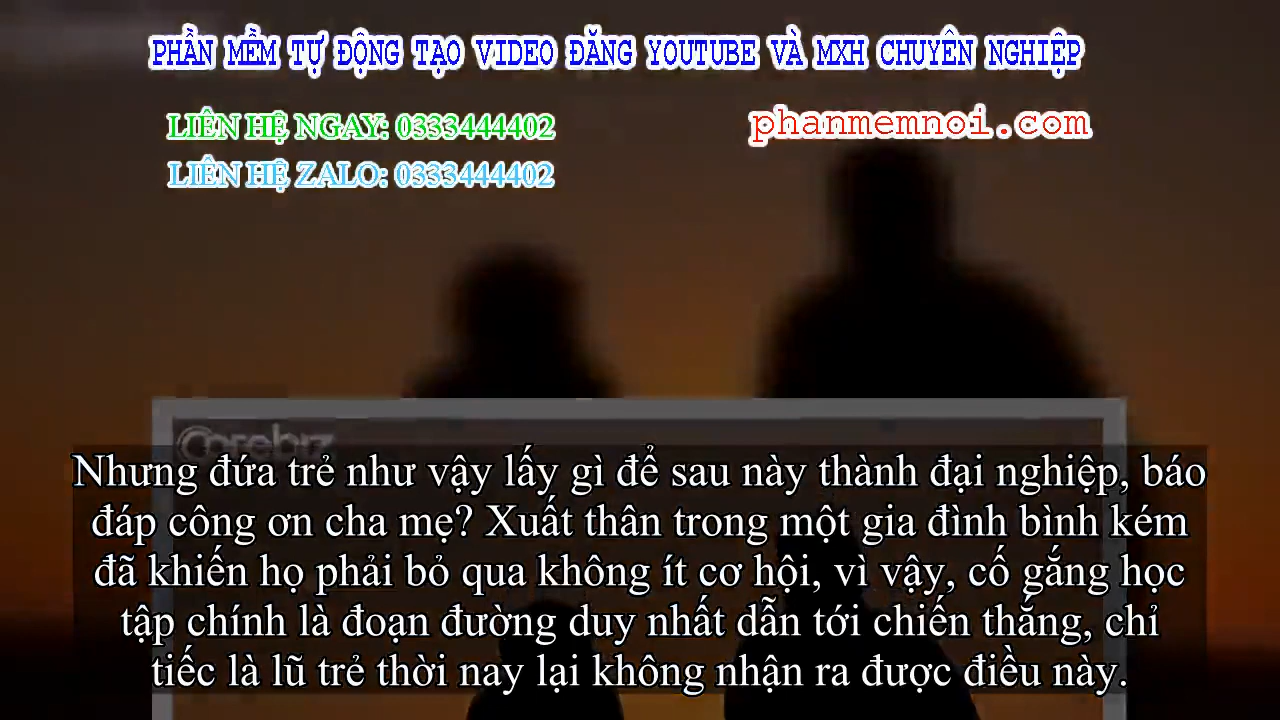 PHẦN MỀM TỰ ĐỘNG TẠO VIDEO ĐĂNG YOUTUBE VÀ MXH CHUYÊN NGHIỆP
LIÊN HỆ NGAY: 0333444402
phanmemnoi.com
LIÊN HỆ ZALO: 0333444402
Nhưng đứa trẻ như vậy lấy gì để sau này thành đại nghiệp, báo
đáp công ơn cha mẹ? Xuất thân trong một gia đình bình kém
đã khiến họ phải bỏ qua không ít cơ hội, vì vậy, cố gắng học
tập chính là đoạn đường duy nhất dẫn tới chiến thắng, chỉ
tiếc là lũ trẻ thời nay lại không nhận ra được điều này.